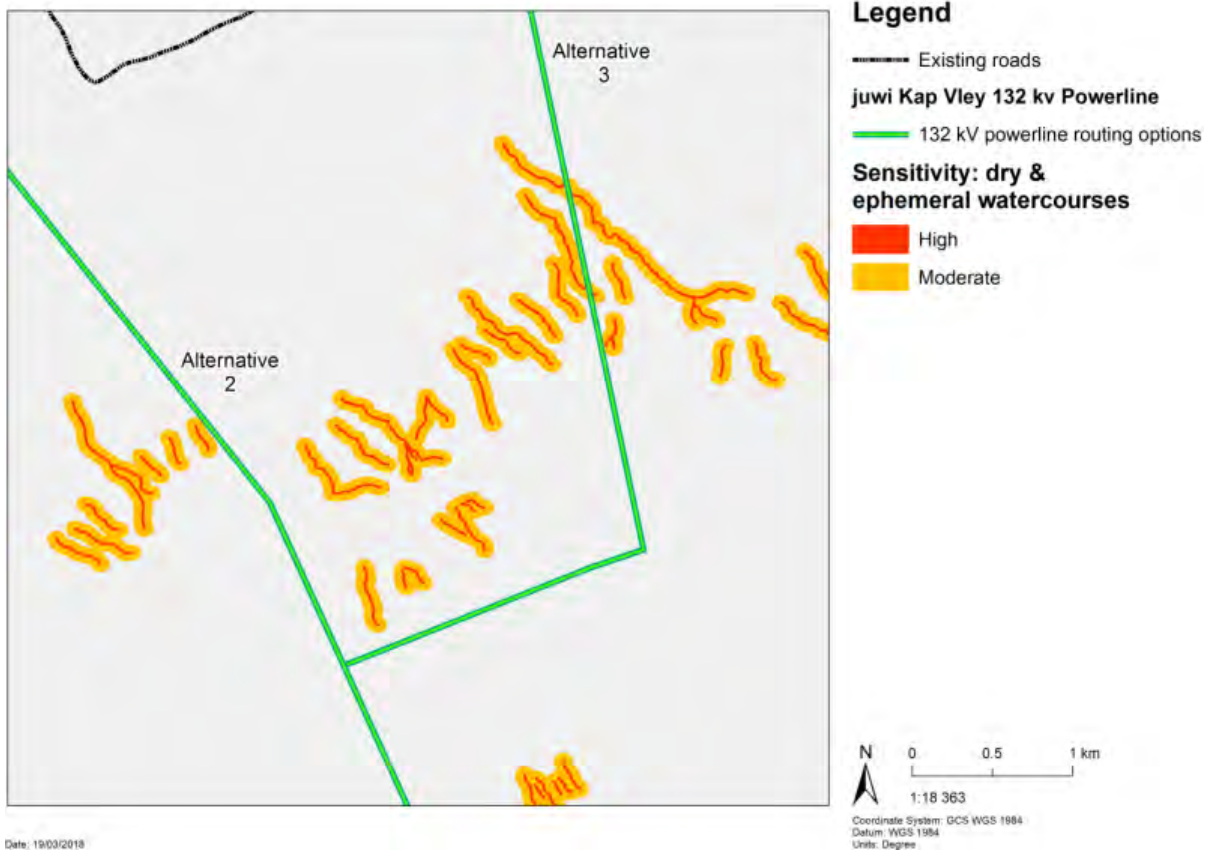 Alternative
3
Alternative
2
Legend
Existing roads
juwi Kap Vley 132 kv Powerline
132 kV powerline routing options
Sensitivity: dry &
ephemeral watercourses
High
Moderate
N
0 0.5 1 km
1:18 363
Coordinate System: GCS WGS 1984
Datum: WGS 1984
Units: Degree
Date: 19/03/2018